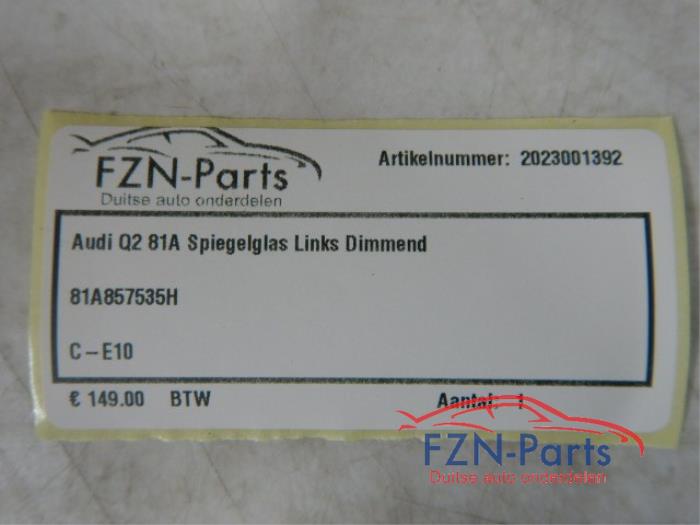 FZN-Parts
Duitse auto onderdelen
Artikelnummer: 2023001392
Audi Q2 81A Spiegelglas Links Dimmend
81A857535H
C-E10
€ 149.00 BTW Aantal: 1
FZN-Parts
Duitse auto onderdelen